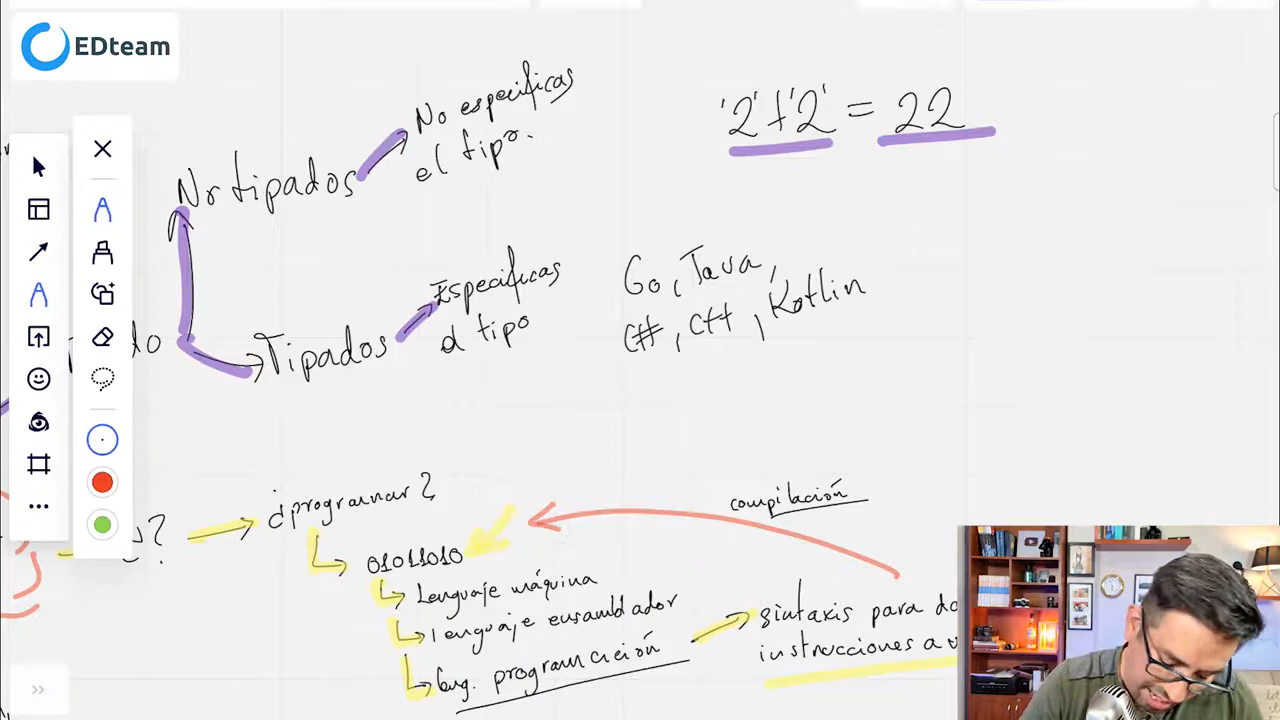 EDteam
No especificas
el tipo.
'2'+'2' = 22
No tipados
Especificas
el tipo
Go, Java,
C#, C++, Kotlin
Tipados
¿programar?
compilación
01011010
Lenguaje máquina
Lenguaje ensamblador
Leng. programación
sintaxis para da
instrucciones a u